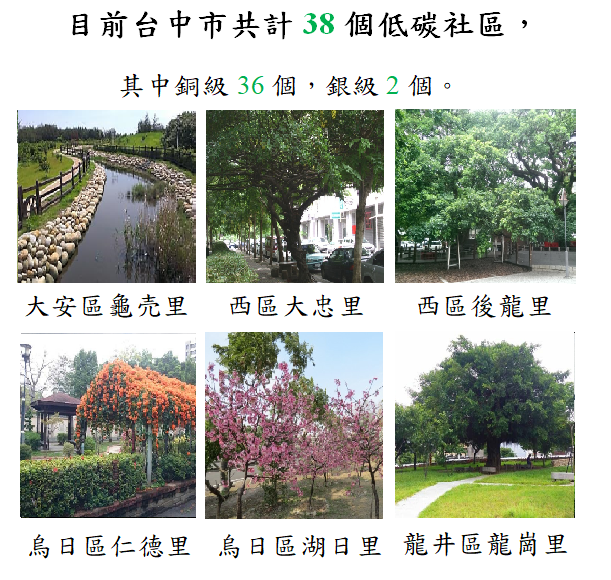 目前台中市共計 38 個低碳社區，
其中銅級 36 個，銀級 2 個。
大安區龜壳里
西區大忠里
西區後龍里
烏日區仁德里
烏日區湖日里
龍井區龍崗里